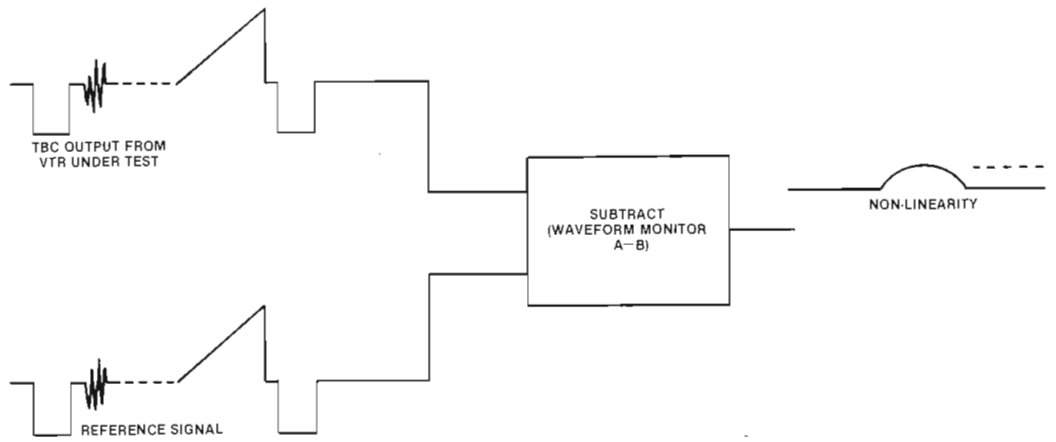 TBC OUTPUT FROM
VTR UNDER TEST
SUBTRACT
(WAVEFORM MONITOR
A—B)
NON-LINEARITY
REFERENCE SIGNAL